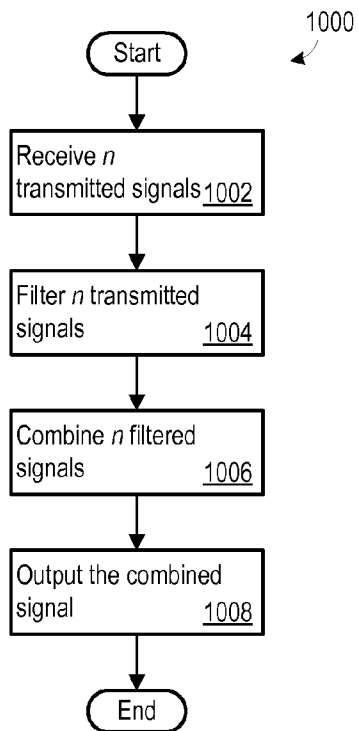 1000
Start
Receive n
transmitted signals 1002
Filter n transmitted
signals 1004
Combine n filtered
signals 1006
Output the combined
signal 1008
End